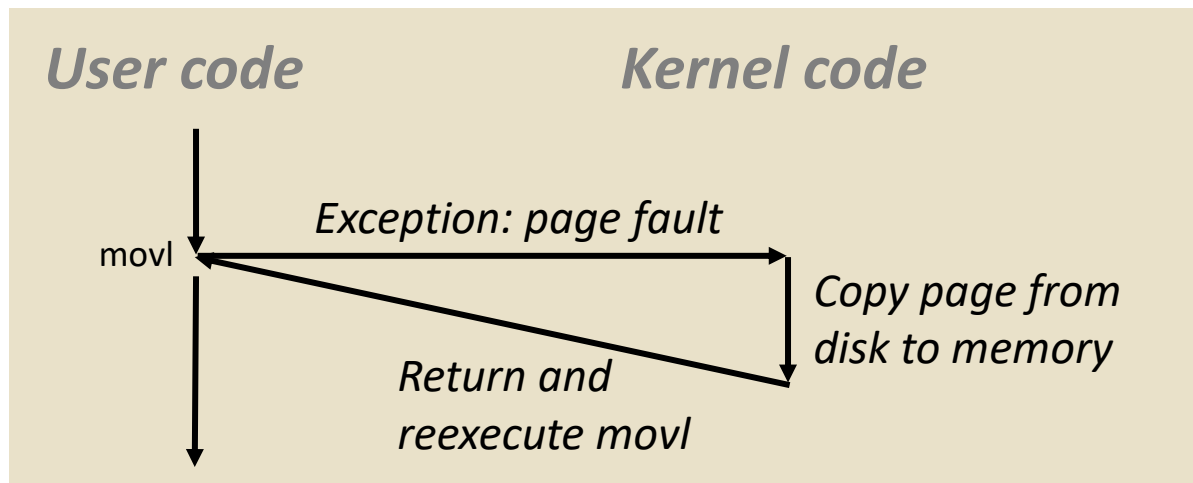 User code
Kernel code
Exception: page fault
movl
Copy page from
disk to memory
Return and
reexecute movl